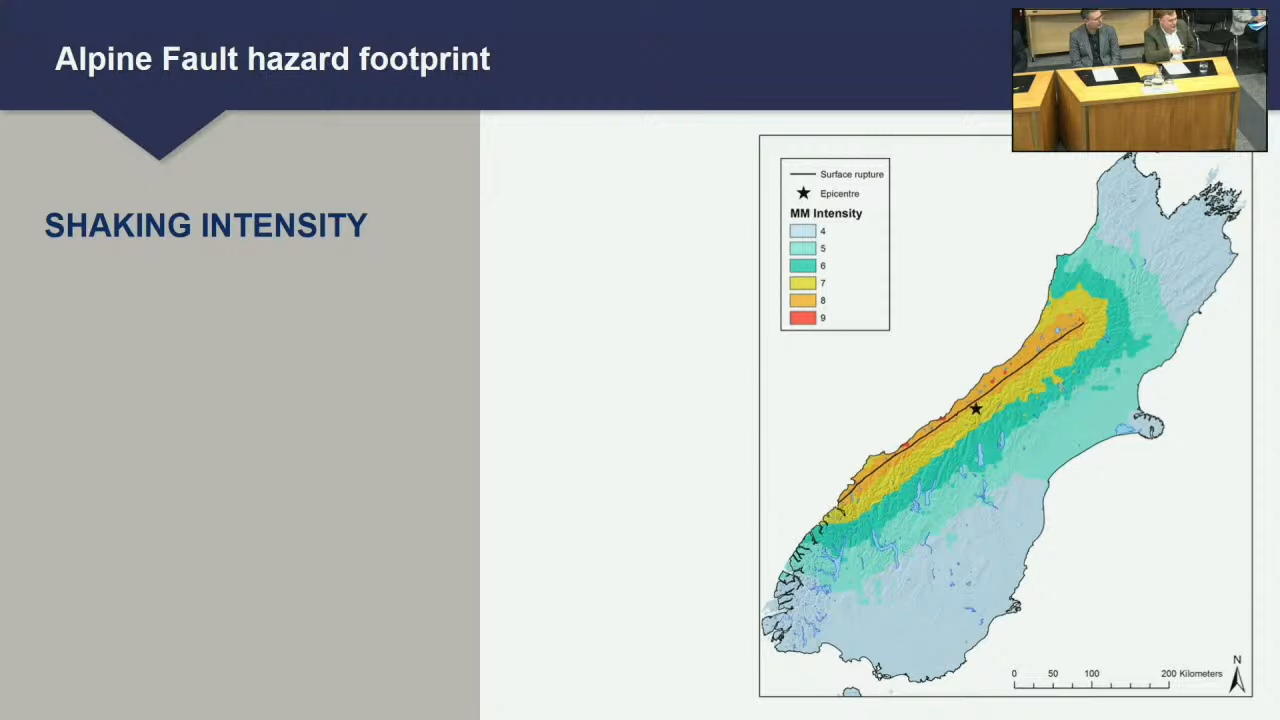 Alpine Fault hazard footprint
SHAKING INTENSITY
Surface rupture
Epicentre
MM Intensity
4
5
6
7
8
9
N
0 50 100 200 Kilometers